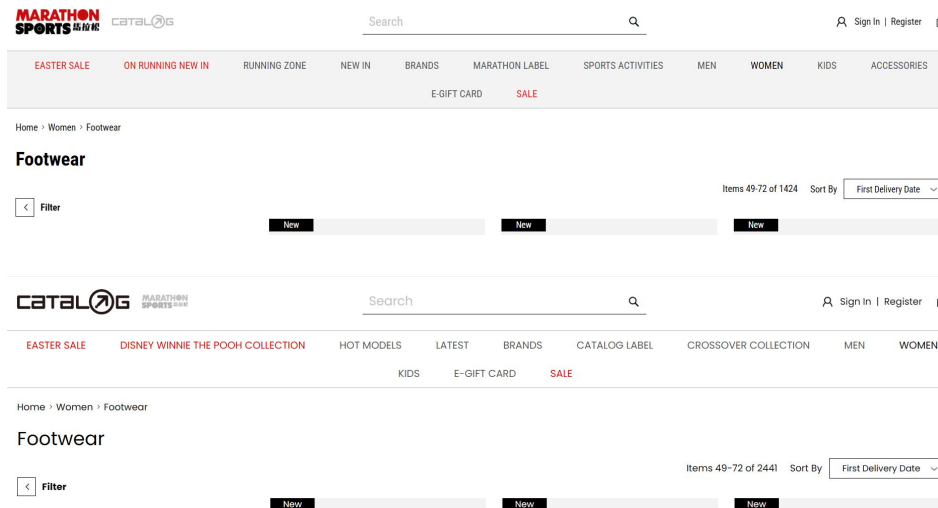 MARATHON
SPORTS 馬拉松 CATALOG
Search
Sign In | Register
EASTER SALE ON RUNNING NEW IN RUNNING ZONE NEW IN BRANDS MARATHON LABEL SPORTS ACTIVITIES MEN WOMEN KIDS ACCESSORIES
E-GIFT CARD SALE
Home > Women > Footwear
Footwear
Items 49-72 of 1424 Sort By First Delivery Date
< Filter
New New New
CATALOG MARATHON
SPORTS 馬拉松
Search
Sign In | Register
EASTER SALE DISNEY WINNIE THE POOH COLLECTION HOT MODELS LATEST BRANDS CATALOG LABEL CROSSOVER COLLECTION MEN WOMEN
KIDS E-GIFT CARD SALE
Home > Women > Footwear
Footwear
Items 49-72 of 2441 Sort By First Delivery Date
< Filter
New New New